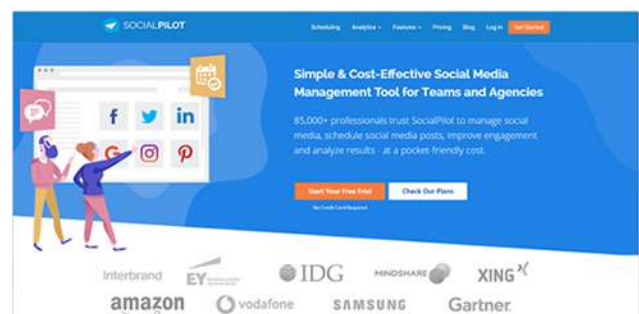 SOCIALPILOT
Scheduling Analytics Features Pricing Blog Log In Get Started
Simple & Cost-Effective Social Media
Management Tool for Teams and Agencies
85,000+ professionals trust SocialPilot to manage social
media, schedule social media posts, improve engagement
and analyze results - at a pocket-friendly cost.
f in
G
Start Your Free Trial Check Our Plans
No Credit Card Required
Interbrand EY IDG MINDSHARE XING
amazon vodafone SAMSUNG Gartner